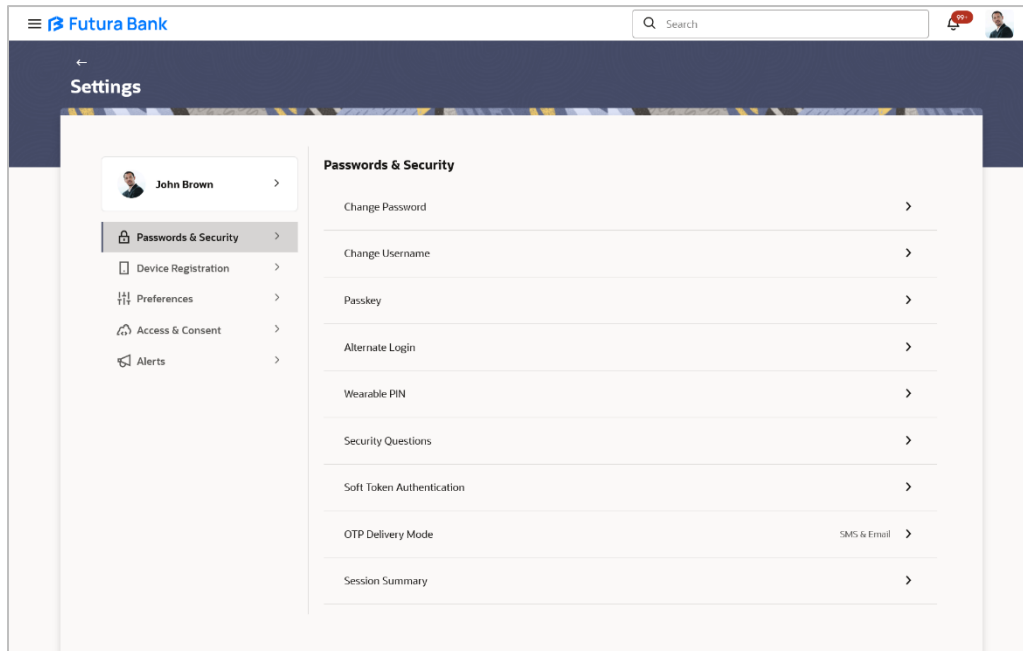 Futura Bank
Search
99+
Settings
John Brown
Passwords & Security
Device Registration
Preferences
Access & Consent
Alerts
Passwords & Security
Change Password
Change Username
Passkey
Alternate Login
Wearable PIN
Security Questions
Soft Token Authentication
OTP Delivery Mode SMS & Email
Session Summary